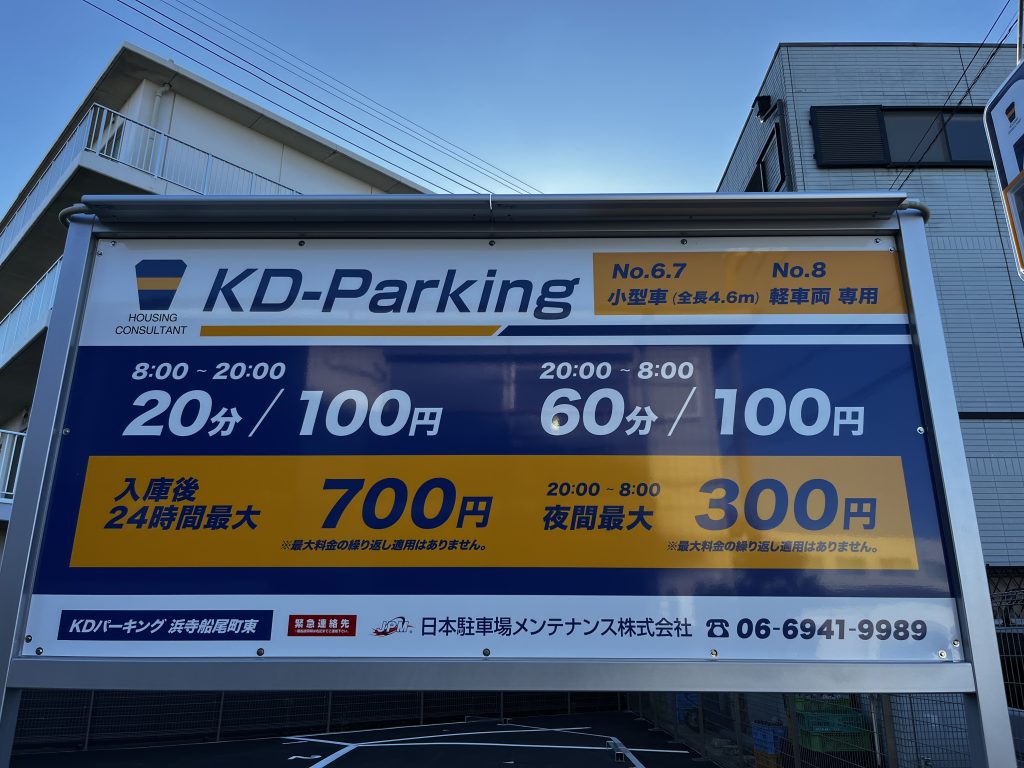 HOUSING
CONSULTANT
KD-Parking
No.6.7
小型車(全長4.6m)
No.8
軽車両 専用
8:00 ~ 20:00
20分/100円
20:00 ~ 8:00
60分/100円
入庫後
24時間最大
700円
※最大料金の繰り返し適用はありません。
20:00 ~ 8:00
夜間最大
300円
※最大料金の繰り返し適用はありません。
KDパーキング 浜寺船尾町東
緊急連絡先
JPM
日本駐車場メンテナンス株式会社
☎06-6941-9989